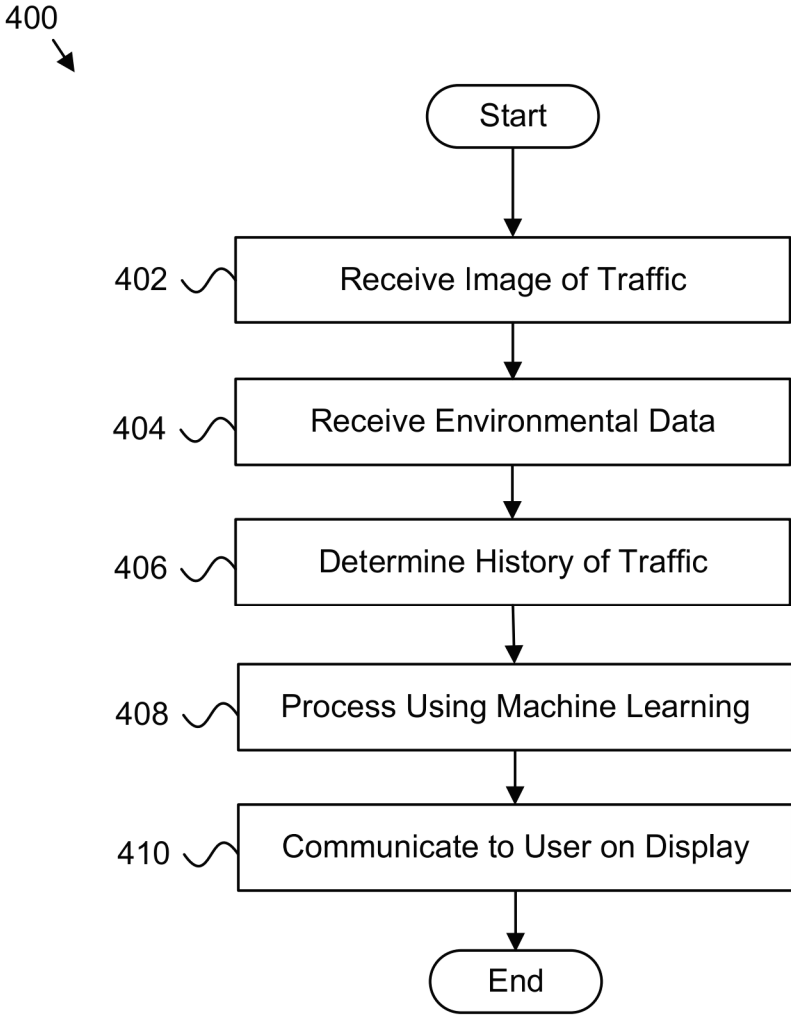 400
Start
402 Receive Image of Traffic
404 Receive Environmental Data
406 Determine History of Traffic
408 Process Using Machine Learning
410 Communicate to User on Display
End